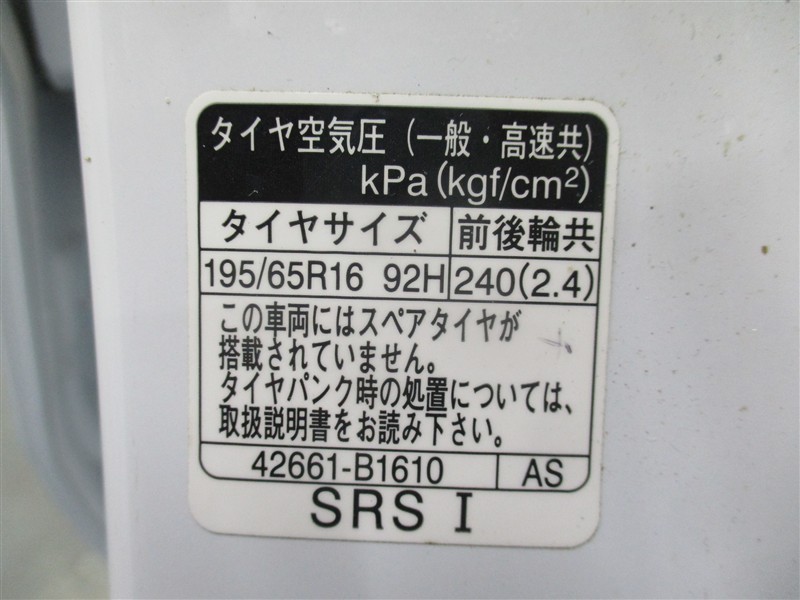 タイヤ空気圧（一般・高速共）
kPa(kgf/cm²)
タイヤサイズ 前後輪共
195/65R16 92H 240(2.4)
この車両にはスペアタイヤが
搭載されていません。
タイヤパンク時の処置については、
取扱説明書をお読み下さい。
42661-B1610 AS
SRS I